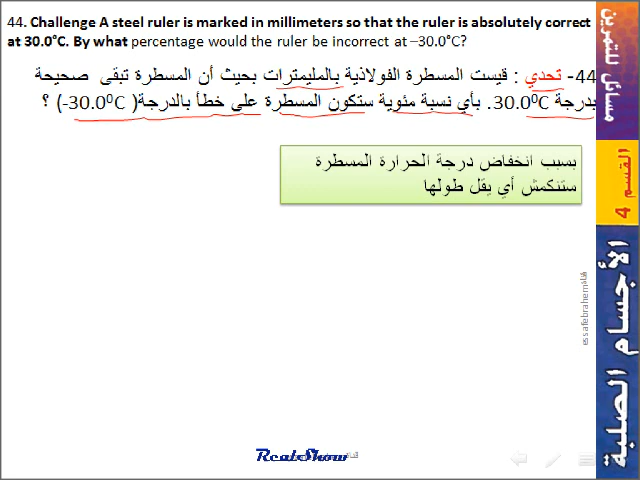 44. Challenge A steel ruler is marked in millimeters so that the ruler is absolutely correct
at 30.0°C. By what percentage would the ruler be incorrect at –30.0°C?
44- تحدي : قيست المسطرة الفولاذية بالمليمترات بحيث أن المسطرة تبقى صحيحة
بدرجة 30.0⁰C. بأي نسبة مئوية ستكون المسطرة على خطأ بالدرجة( -30.0⁰C) ؟
بسبب انخفاض درجة الحرارة المسطرة
ستنكمش أي يقل طولها
مسائل للتمرين
القسم 4
الأجسام الصلبة
essafebrahem قناة
RealShow
قناة